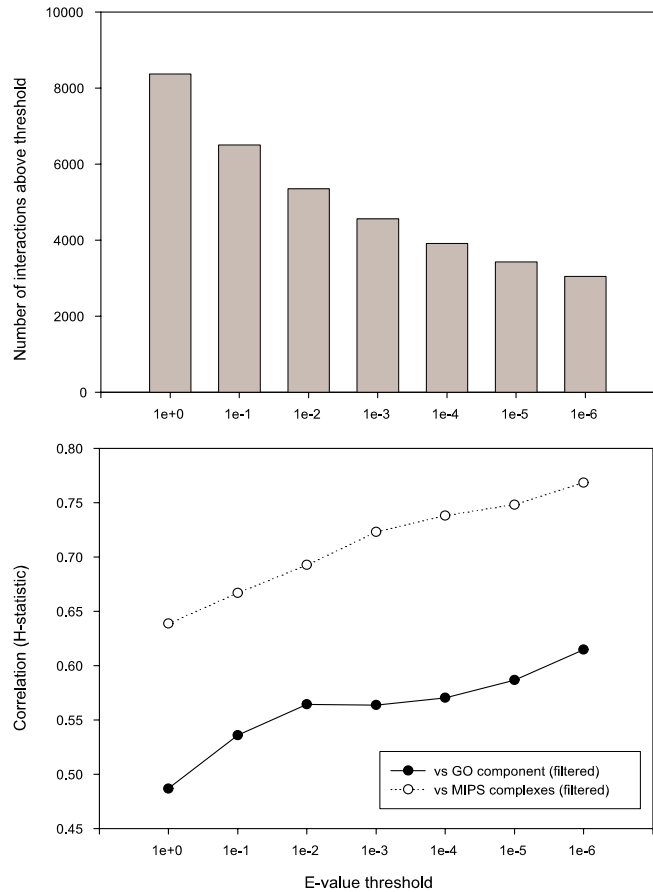 Number of interactions above threshold
10000
8000
6000
4000
2000
0
1e+0 1e-1 1e-2 1e-3 1e-4 1e-5 1e-6
Correlation (H-statistic)
0.80
0.75
0.70
0.65
0.60
0.55
0.50
0.45
vs GO component (filtered)
vs MIPS complexes (filtered)
1e+0 1e-1 1e-2 1e-3 1e-4 1e-5 1e-6
E-value threshold